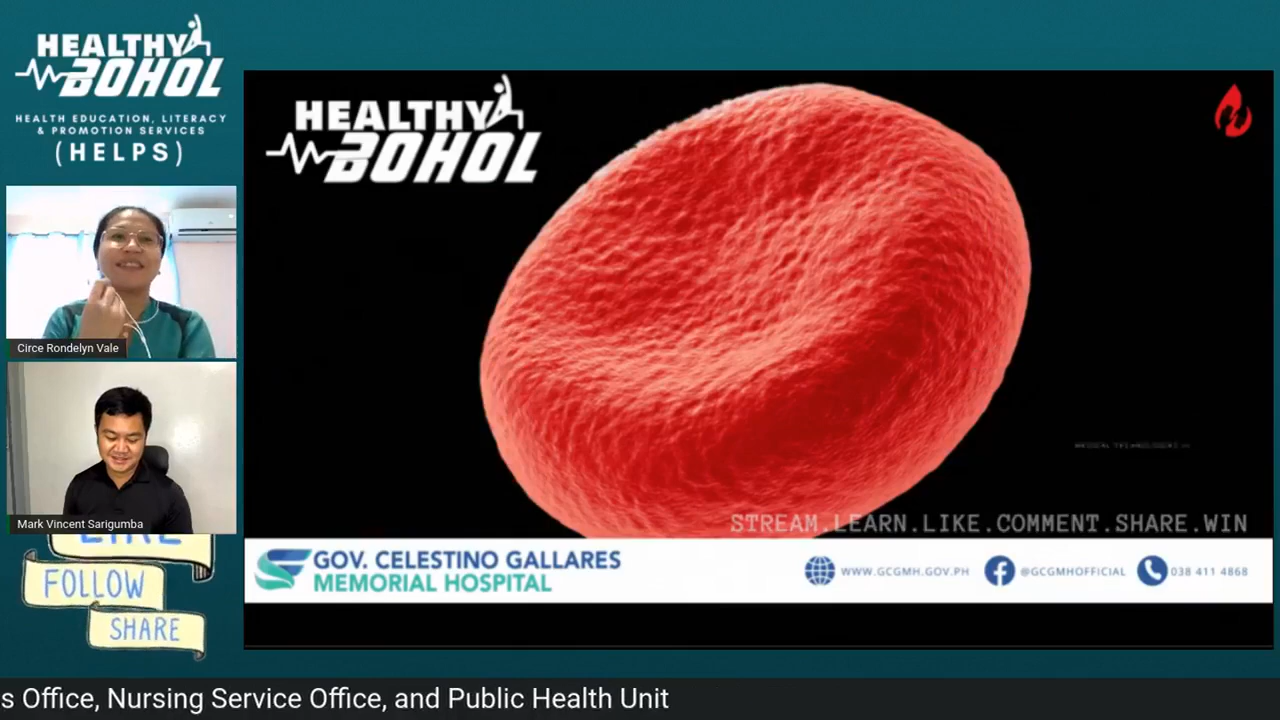 HEALTHY
BOHOL
HEALTH EDUCATION, LITERACY
& PROMOTION SERVICES
(HELPS)
Circe Rondelyn Vale
Mark Vincent Sarigumba
LIKE
FOLLOW
SHARE
HEALTHY
BOHOL
STREAM.LEARN.LIKE.COMMENT.SHARE.WIN
GOV. CELESTINO GALLARES
MEMORIAL HOSPITAL
WWW.GCGMH.GOV.PH
@GCGMHOFFICIAL
038 411 4868
s Office, Nursing Service Office, and Public Health Unit